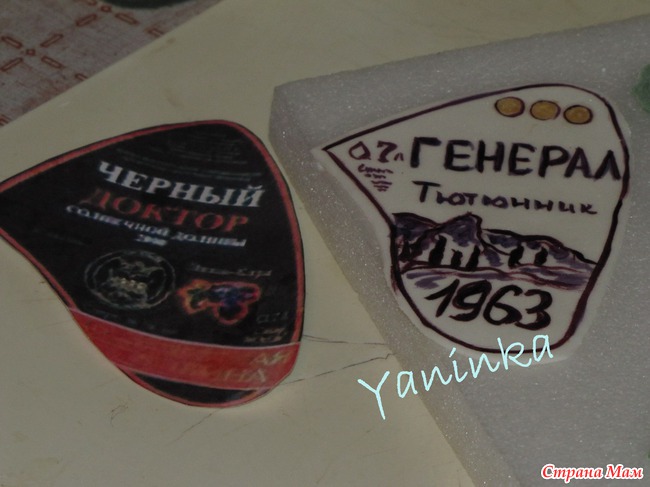 ЧЕРНЫЙ
ДОКТОР
СОЛНЕЧНОЙ ДОЛИНЫ
0.7л
ГЕНЕРАЛ
Тютюнник
1963
Yaninka
Страна Мам